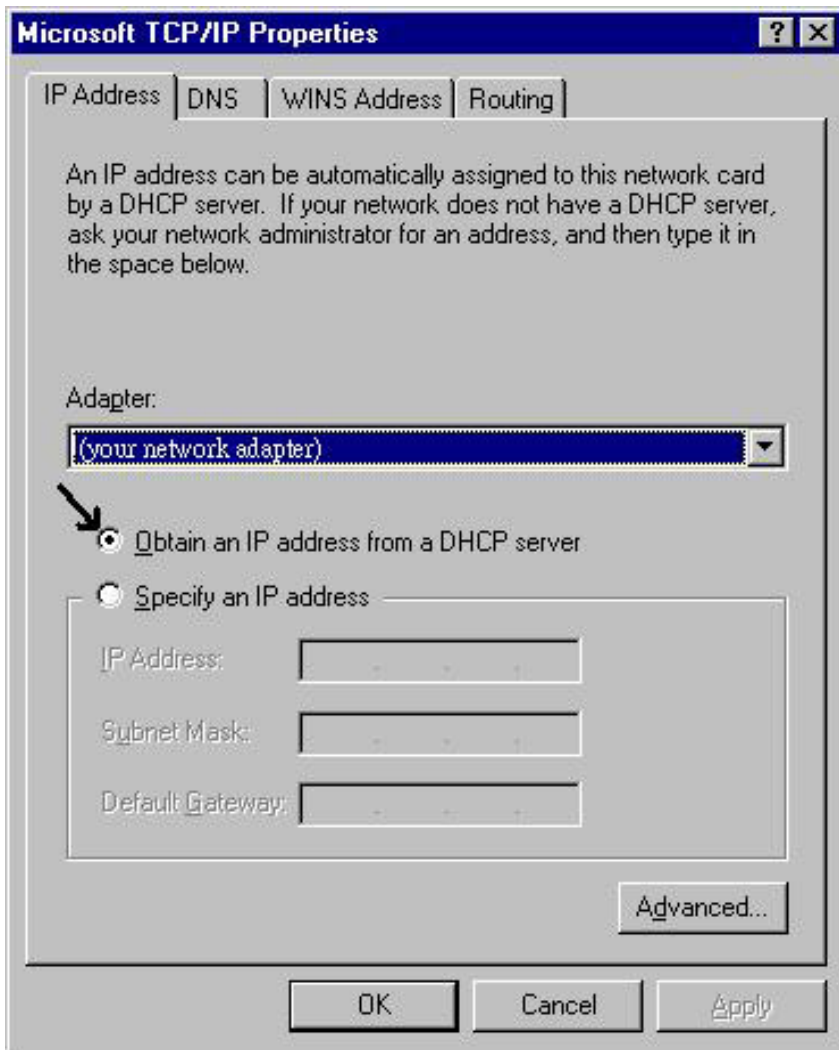 Microsoft TCP/IP Properties
IP Address DNS WINS Address Routing
An IP address can be automatically assigned to this network card
by a DHCP server. If your network does not have a DHCP server,
ask your network administrator for an address, and then type it in
the space below.
Adapter:
(your network adapter)
Obtain an IP address from a DHCP server
Specify an IP address
IP Address:
Subnet Mask:
Default Gateway:
Advanced...
OK Cancel Apply